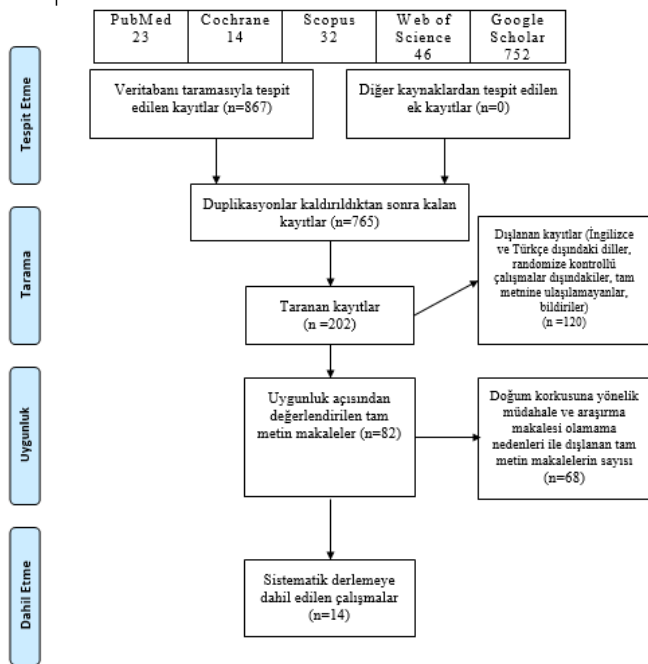 PubMed
23
Cochrane
14
Scopus
32
Web of
Science
46
Google
Scholar
752
Tespit Etme
Veritabanı taramasıyla tespit
edilen kayıtlar (n=867)
Diğer kaynaklardan tespit edilen
ek kayıtlar (n=0)
Duplikasyonlar kaldırıldıktan sonra kalan
kayıtlar (n=765)
Tarama
Taranan kayıtlar
(n =202)
Dışlanan kayıtlar (İngilizce
ve Türkçe dışındaki diller,
randomize kontrollü
çalışmalar dışındakiler, tam
metnine ulaşılamayanlar,
bildiriler)
(n =120)
Uygunluk
Uygunluk açısından
değerlendirilen tam
metin makaleler (n=82)
Doğum korkusuna yönelik
müdahale ve araşırma
makalesi olamama
nedenleri ile dışlanan tam
metin makalelerin sayısı
(n=68)
Dahil Etme
Sistematik derlemeye
dahil edilen çalışmalar
(n=14)